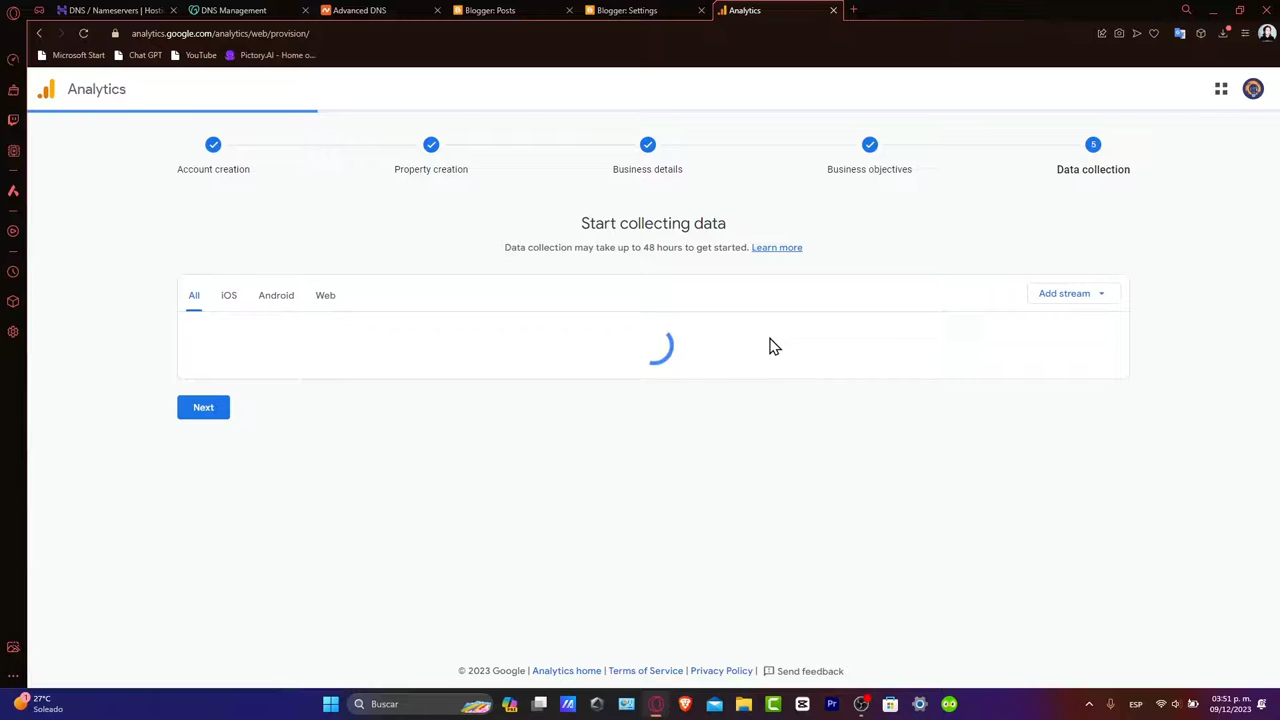 DNS / Nameservers | Host
DNS Management
Advanced DNS
Blogger: Posts
Blogger: Settings
Analytics
analytics.google.com/analytics/web/provision/
Microsoft Start
Chat GPT
YouTube
Pictory.AI - Home o...
Analytics
5
Account creation
Property creation
Business details
Business objectives
Data collection
Start collecting data
Data collection may take up to 48 hours to get started. Learn more
All
iOS
Android
Web
Add stream
Next
© 2023 Google | Analytics home | Terms of Service | Privacy Policy | Send feedback
27°C
Soleado
Buscar
ESP
03:51 p. m.
09/12/2023